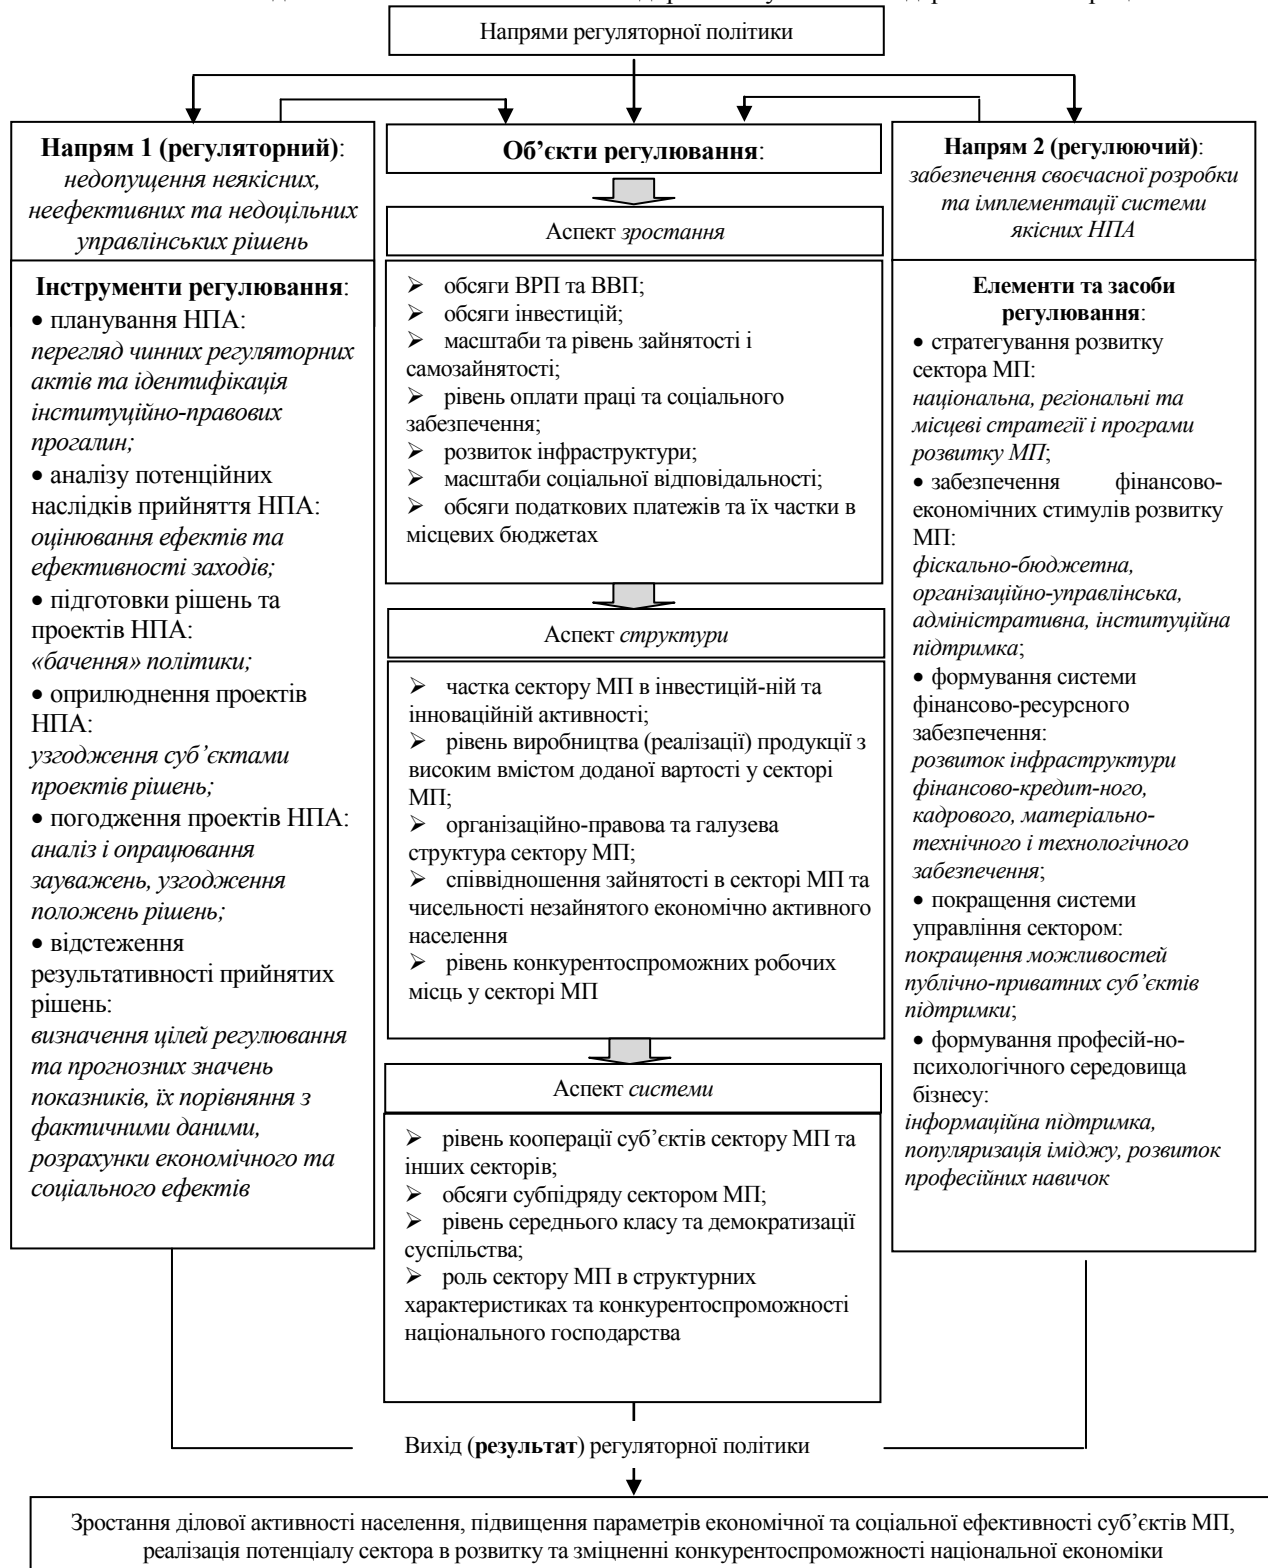 Напрями регуляторної політики
Напрям 1 (регуляторний):
недопущення неякісних,
неефективних та недоцільних
управлінських рішень
Інструменти регулювання:
• планування НПА:
перегляд чинних регуляторних
актів та ідентифікація
інституційно-правових
прогалин;
• аналізу потенційних
наслідків прийняття НПА:
оцінювання ефектів та
ефективності заходів;
• підготовки рішень та
проектів НПА:
«бачення» політики;
• оприлюднення проектів
НПА:
узгодження суб’єктами
проектів рішень;
• погодження проектів НПА:
аналіз і опрацювання
зауважень, узгодження
положень рішень;
• відстеження
результативності прийнятих
рішень:
визначення цілей регулювання
та прогнозних значень
показників, їх порівняння з
фактичними даними,
розрахунки економічного та
соціального ефектів
Об’єкти регулювання:
Аспект зростання
➢ обсяги ВРП та ВВП;
➢ обсяги інвестицій;
➢ масштаби та рівень зайнятості і
самозайнятості;
➢ рівень оплати праці та соціального
забезпечення;
➢ розвиток інфраструктури;
➢ масштаби соціальної відповідальності;
➢ обсяги податкових платежів та їх частки в
місцевих бюджетах
Аспект структури
➢ частка сектору МП в інвестицій-ній та
інноваційній активності;
➢ рівень виробництва (реалізації) продукції з
високим вмістом доданої вартості у секторі
МП;
➢ організаційно-правова та галузева
структура сектору МП;
➢ співвідношення зайнятості в секторі МП та
чисельності незайнятого економічно активного
населення
➢ рівень конкурентоспроможних робочих
місць у секторі МП
Аспект системи
➢ рівень кооперації суб’єктів сектору МП та
інших секторів;
➢ обсяги субпідряду сектором МП;
➢ рівень середнього класу та демократизації
суспільства;
➢ роль сектору МП в структурних
характеристиках та конкурентоспроможності
національного господарства
Напрям 2 (регулюючий):
забезпечення своєчасної розробки
та імплементації системи
якісних НПА
Елементи та засоби
регулювання:
• стратегування розвитку
сектора МП:
національна, регіональні та
місцеві стратегії і програми
розвитку МП;
• забезпечення фінансово-
економічних стимулів розвитку
МП:
фіскально-бюджетна,
організаційно-управлінська,
адміністративна, інституційна
підтримка;
• формування системи
фінансово-ресурсного
забезпечення:
розвиток інфраструктури
фінансово-кредит-ного,
кадрового, матеріально-
технічного і технологічного
забезпечення;
• покращення системи
управління сектором:
покращення можливостей
публічно-приватних суб’єктів
підтримки;
• формування професій-но-
психологічного середовища
бізнесу:
інформаційна підтримка,
популяризація іміджу, розвиток
професійних навичок
Вихід (результат) регуляторної політики
Зростання ділової активності населення, підвищення параметрів економічної та соціальної ефективності суб’єктів МП,
реалізація потенціалу сектора в розвитку та зміцненні конкурентоспроможності національної економіки